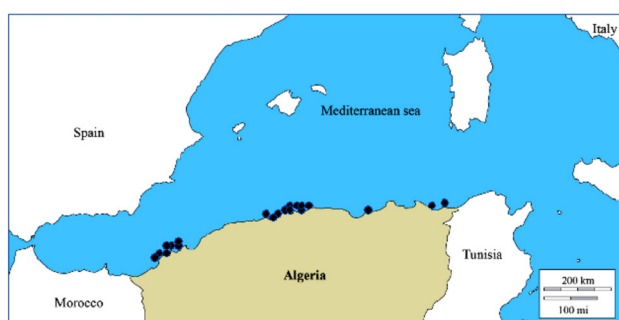 Italy
Mediterranean sea
Spain
Tunisia
Algeria
Morocco
200 km
100 mi